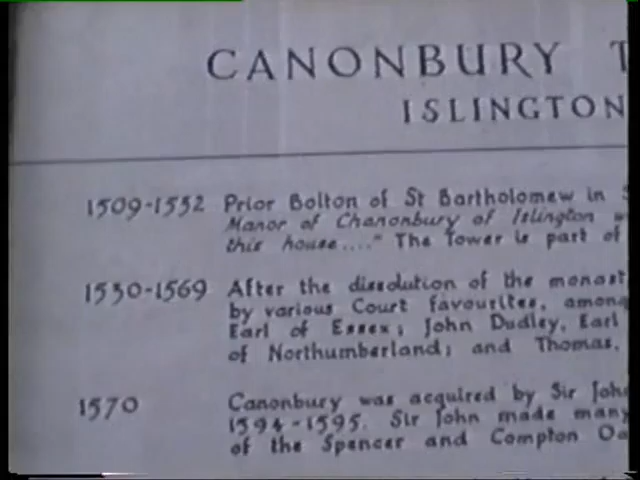 CANONBURY T
ISLINGTON
1509-1532 Prior Bolton of St Bartholomew in S
Manor of Chanonbury of Islington w
this house...." The Tower is part of
1530-1569 After the dissolution of the monast
by various Court favourites, among
Earl of Essex; John Dudley, Earl
of Northumberland; and Thomas,
1570 Canonbury was acquired by Sir John
1594-1595. Sir John made many
of the Spencer and Compton Oa